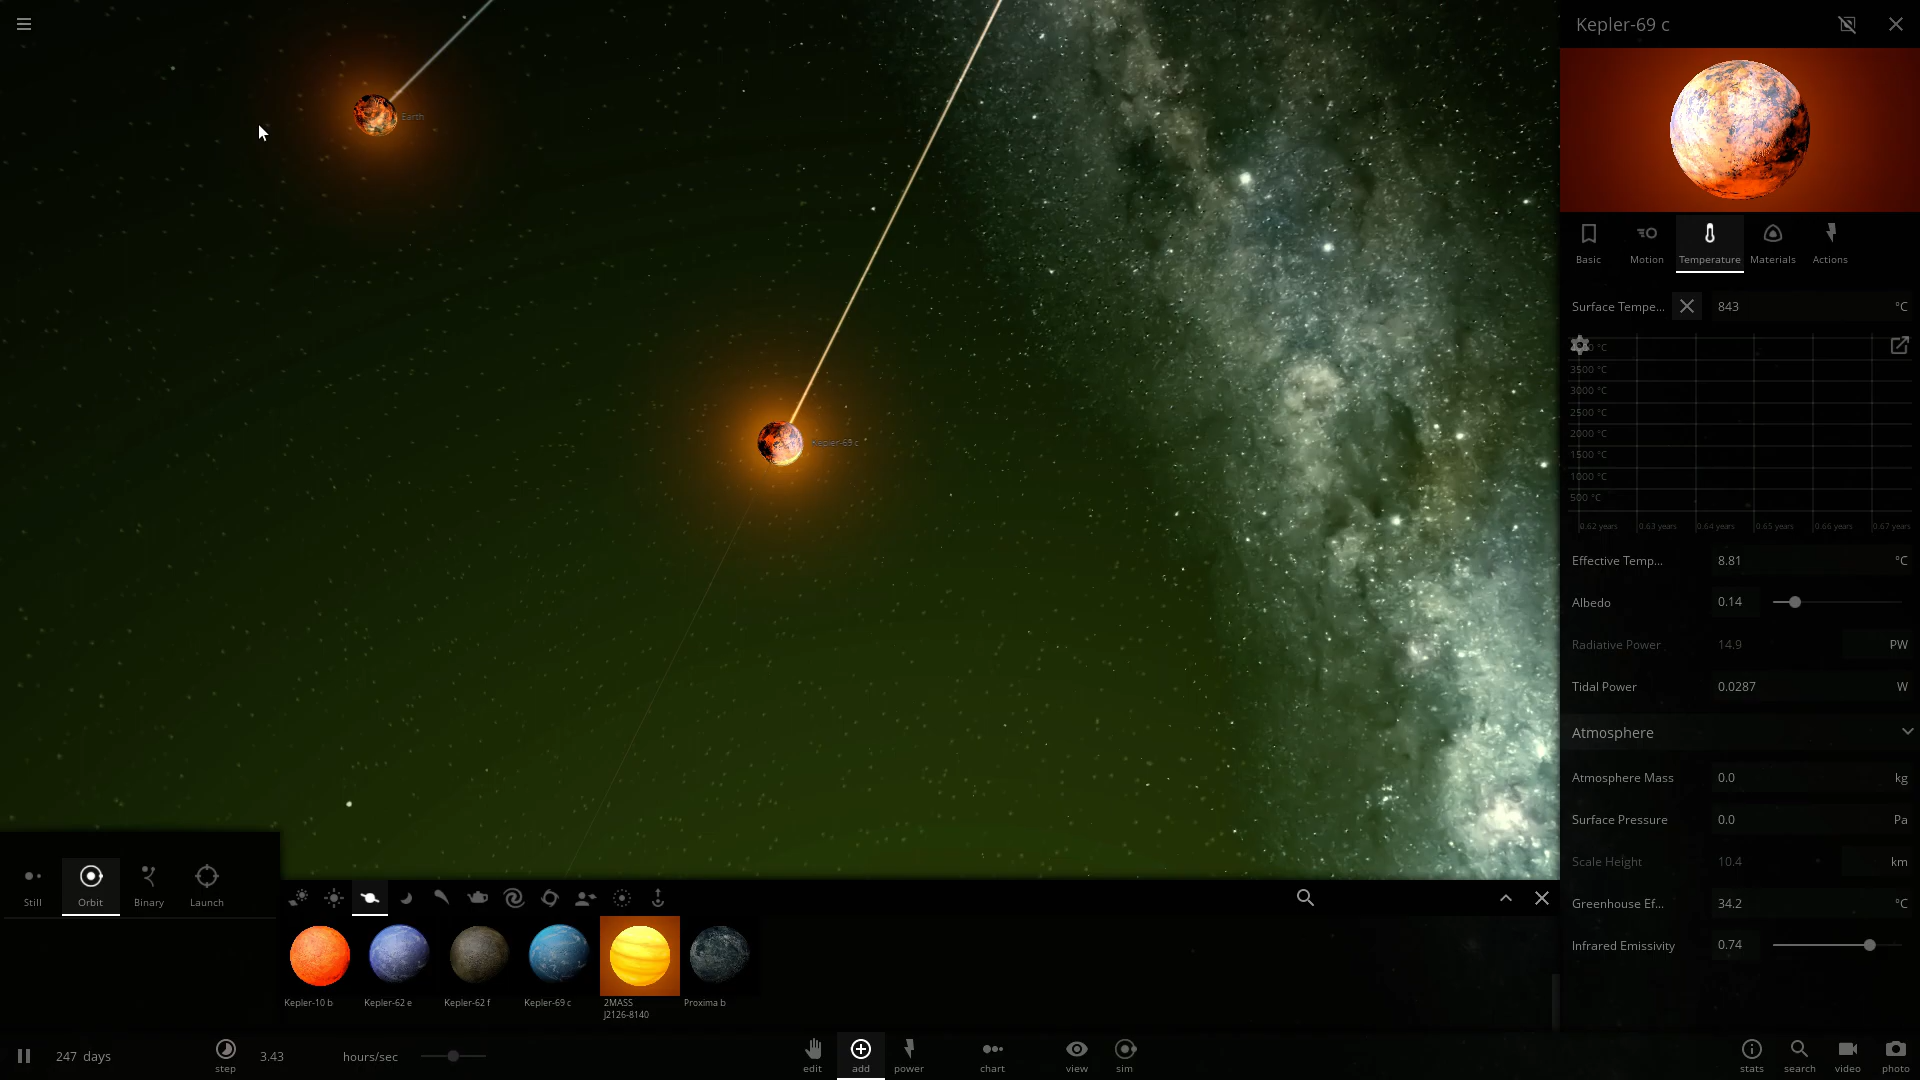 Kepler-69 c
Earth
Kepler-69 c
Basic
Motion
Temperature
Materials
Actions
Surface Tempe... 843 °C
3500 °C
3000 °C
2500 °C
2000 °C
1500 °C
1000 °C
500 °C
0.62 years 0.63 years 0.64 years 0.65 years 0.66 years 0.67 years
Effective Temp... 8.81 °C
Albedo 0.14
Radiative Power 14.9 PW
Tidal Power 0.0287 W
Atmosphere
Atmosphere Mass 0.0 kg
Surface Pressure 0.0 Pa
Scale Height 10.4 km
Greenhouse Ef... 34.2 °C
Infrared Emissivity 0.74
Still
Orbit
Binary
Launch
Kepler-10 b
Kepler-62 e
Kepler-62 f
Kepler-69 c
2MASS
J2126-8140
Proxima b
247 days
step
3.43 hours/sec
edit
add
power
chart
view
sim
stats
search
video
photo